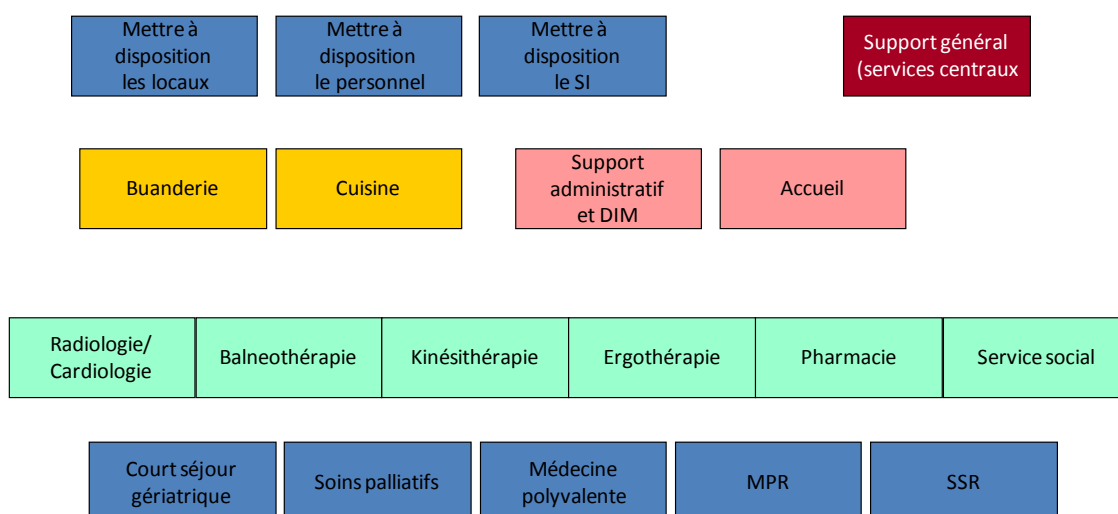 Mettre à
disposition
les locaux
Mettre à
disposition
le personnel
Mettre à
disposition
le SI
Support général
(services centraux
Buanderie
Cuisine
Support
administratif
et DIM
Accueil
Radiologie/
Cardiologie
Balneothérapie
Kinésithérapie
Ergothérapie
Pharmacie
Service social
Court séjour
gériatrique
Soins palliatifs
Médecine
polyvalente
MPR
SSR